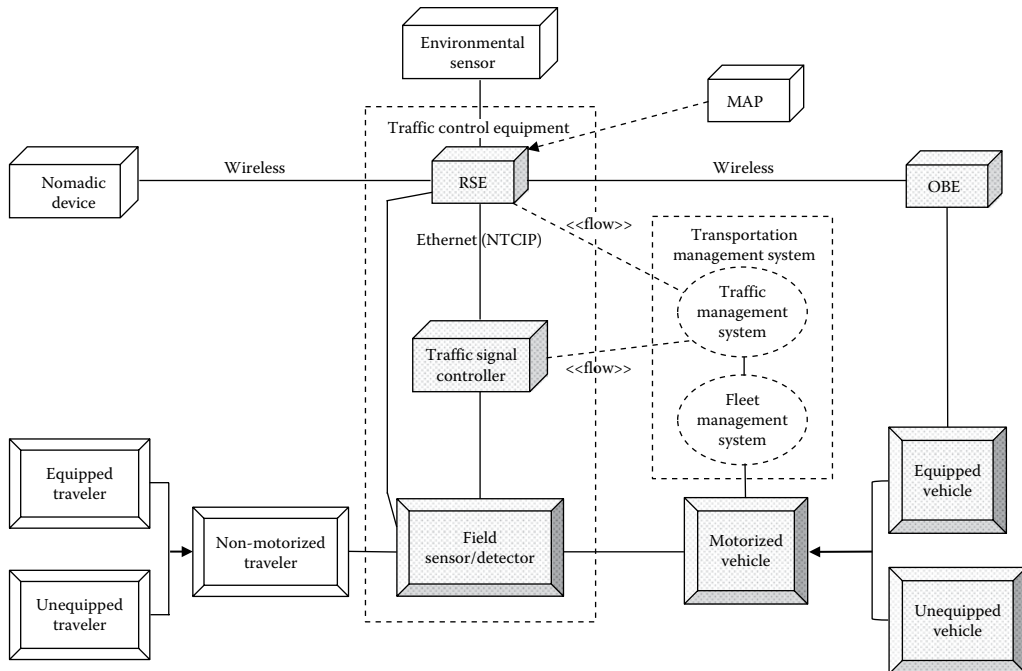 Environmental
sensor
MAP
Traffic control equipment
Nomadic
device
Wireless
RSE
Wireless
OBE
Ethernet (NTCIP)
<<flow>>
Transportation
management system
Traffic
management
system
Traffic signal
controller
<<flow>>
Fleet
management
system
Equipped
traveler
Equipped
vehicle
Non-motorized
traveler
Field
sensor/detector
Motorized
vehicle
Unequipped
traveler
Unequipped
vehicle